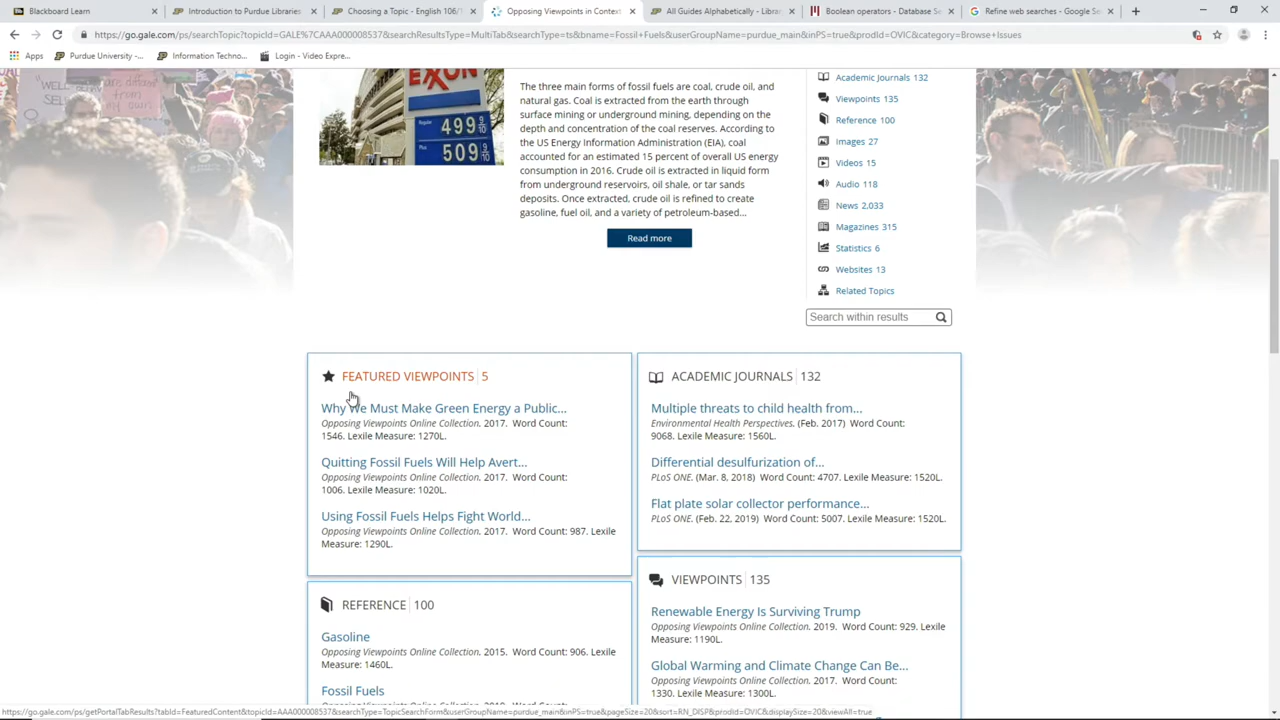 Blackboard Learn
Introduction to Purdue Libraries
Choosing a Topic - English 106/1
Opposing Viewpoints in Context
All Guides Alphabetically - Librar
Boolean operators - Database Se
Refine web searches - Google Se
https://go.gale.com/ps/searchTopic?topicId=GALE%7CAAA000008537&searchResultsType=MultiTab&searchType=ts&bname=Fossil+Fuels&userGroupName=purdue_main&inPS=true&prodId=OVIC&category=Browse+Issues
Apps
Purdue University -...
Information Techno...
Login - Video Expre...
EXXON
Regular 499 9/10
Plus 509 9/10
The three main forms of fossil fuels are coal, crude oil, and
natural gas. Coal is extracted from the earth through
surface mining or underground mining, depending on the
depth and concentration of the coal reserves. According to
the US Energy Information Administration (EIA), coal
accounted for an estimated 15 percent of overall US energy
consumption in 2016. Crude oil is extracted in liquid form
from underground reservoirs, oil shale, or tar sands
deposits. Once extracted, crude oil is refined to create
gasoline, fuel oil, and a variety of petroleum-based...
Read more
Academic Journals 132
Viewpoints 135
Reference 100
Images 27
Videos 15
Audio 118
News 2,033
Magazines 315
Statistics 6
Websites 13
Related Topics
Search within results
FEATURED VIEWPOINTS 5
Why We Must Make Green Energy a Public...
Opposing Viewpoints Online Collection. 2017. Word Count:
1546. Lexile Measure: 1270L.
Quitting Fossil Fuels Will Help Avert...
Opposing Viewpoints Online Collection. 2017. Word Count:
1006. Lexile Measure: 1020L.
Using Fossil Fuels Helps Fight World...
Opposing Viewpoints Online Collection. 2017. Word Count: 987. Lexile
Measure: 1290L.
ACADEMIC JOURNALS 132
Multiple threats to child health from...
Environmental Health Perspectives. (Feb. 2017) Word Count:
9068. Lexile Measure: 1560L.
Differential desulfurization of...
PLoS ONE. (Mar. 8, 2018) Word Count: 4707. Lexile Measure: 1520L.
Flat plate solar collector performance...
PLoS ONE. (Feb. 22, 2019) Word Count: 5007. Lexile Measure: 1520L.
REFERENCE 100
Gasoline
Opposing Viewpoints Online Collection. 2015. Word Count: 906. Lexile
Measure: 1460L.
Fossil Fuels
VIEWPOINTS 135
Renewable Energy Is Surviving Trump
Opposing Viewpoints Online Collection. 2019. Word Count: 929. Lexile
Measure: 1190L.
Global Warming and Climate Change Can Be...
Opposing Viewpoints Online Collection. 2017. Word Count:
1330. Lexile Measure: 1300L.
https://go.gale.com/ps/getPortalTabResults?tabId=FeaturedContent&topicId=AAA000008537&searchType=TopicSearchForm&userGroupName=purdue_main&inPS=true&pageSize=20&sort=RN_DISP&prodId=OVIC&displaySize=20&viewAll=true